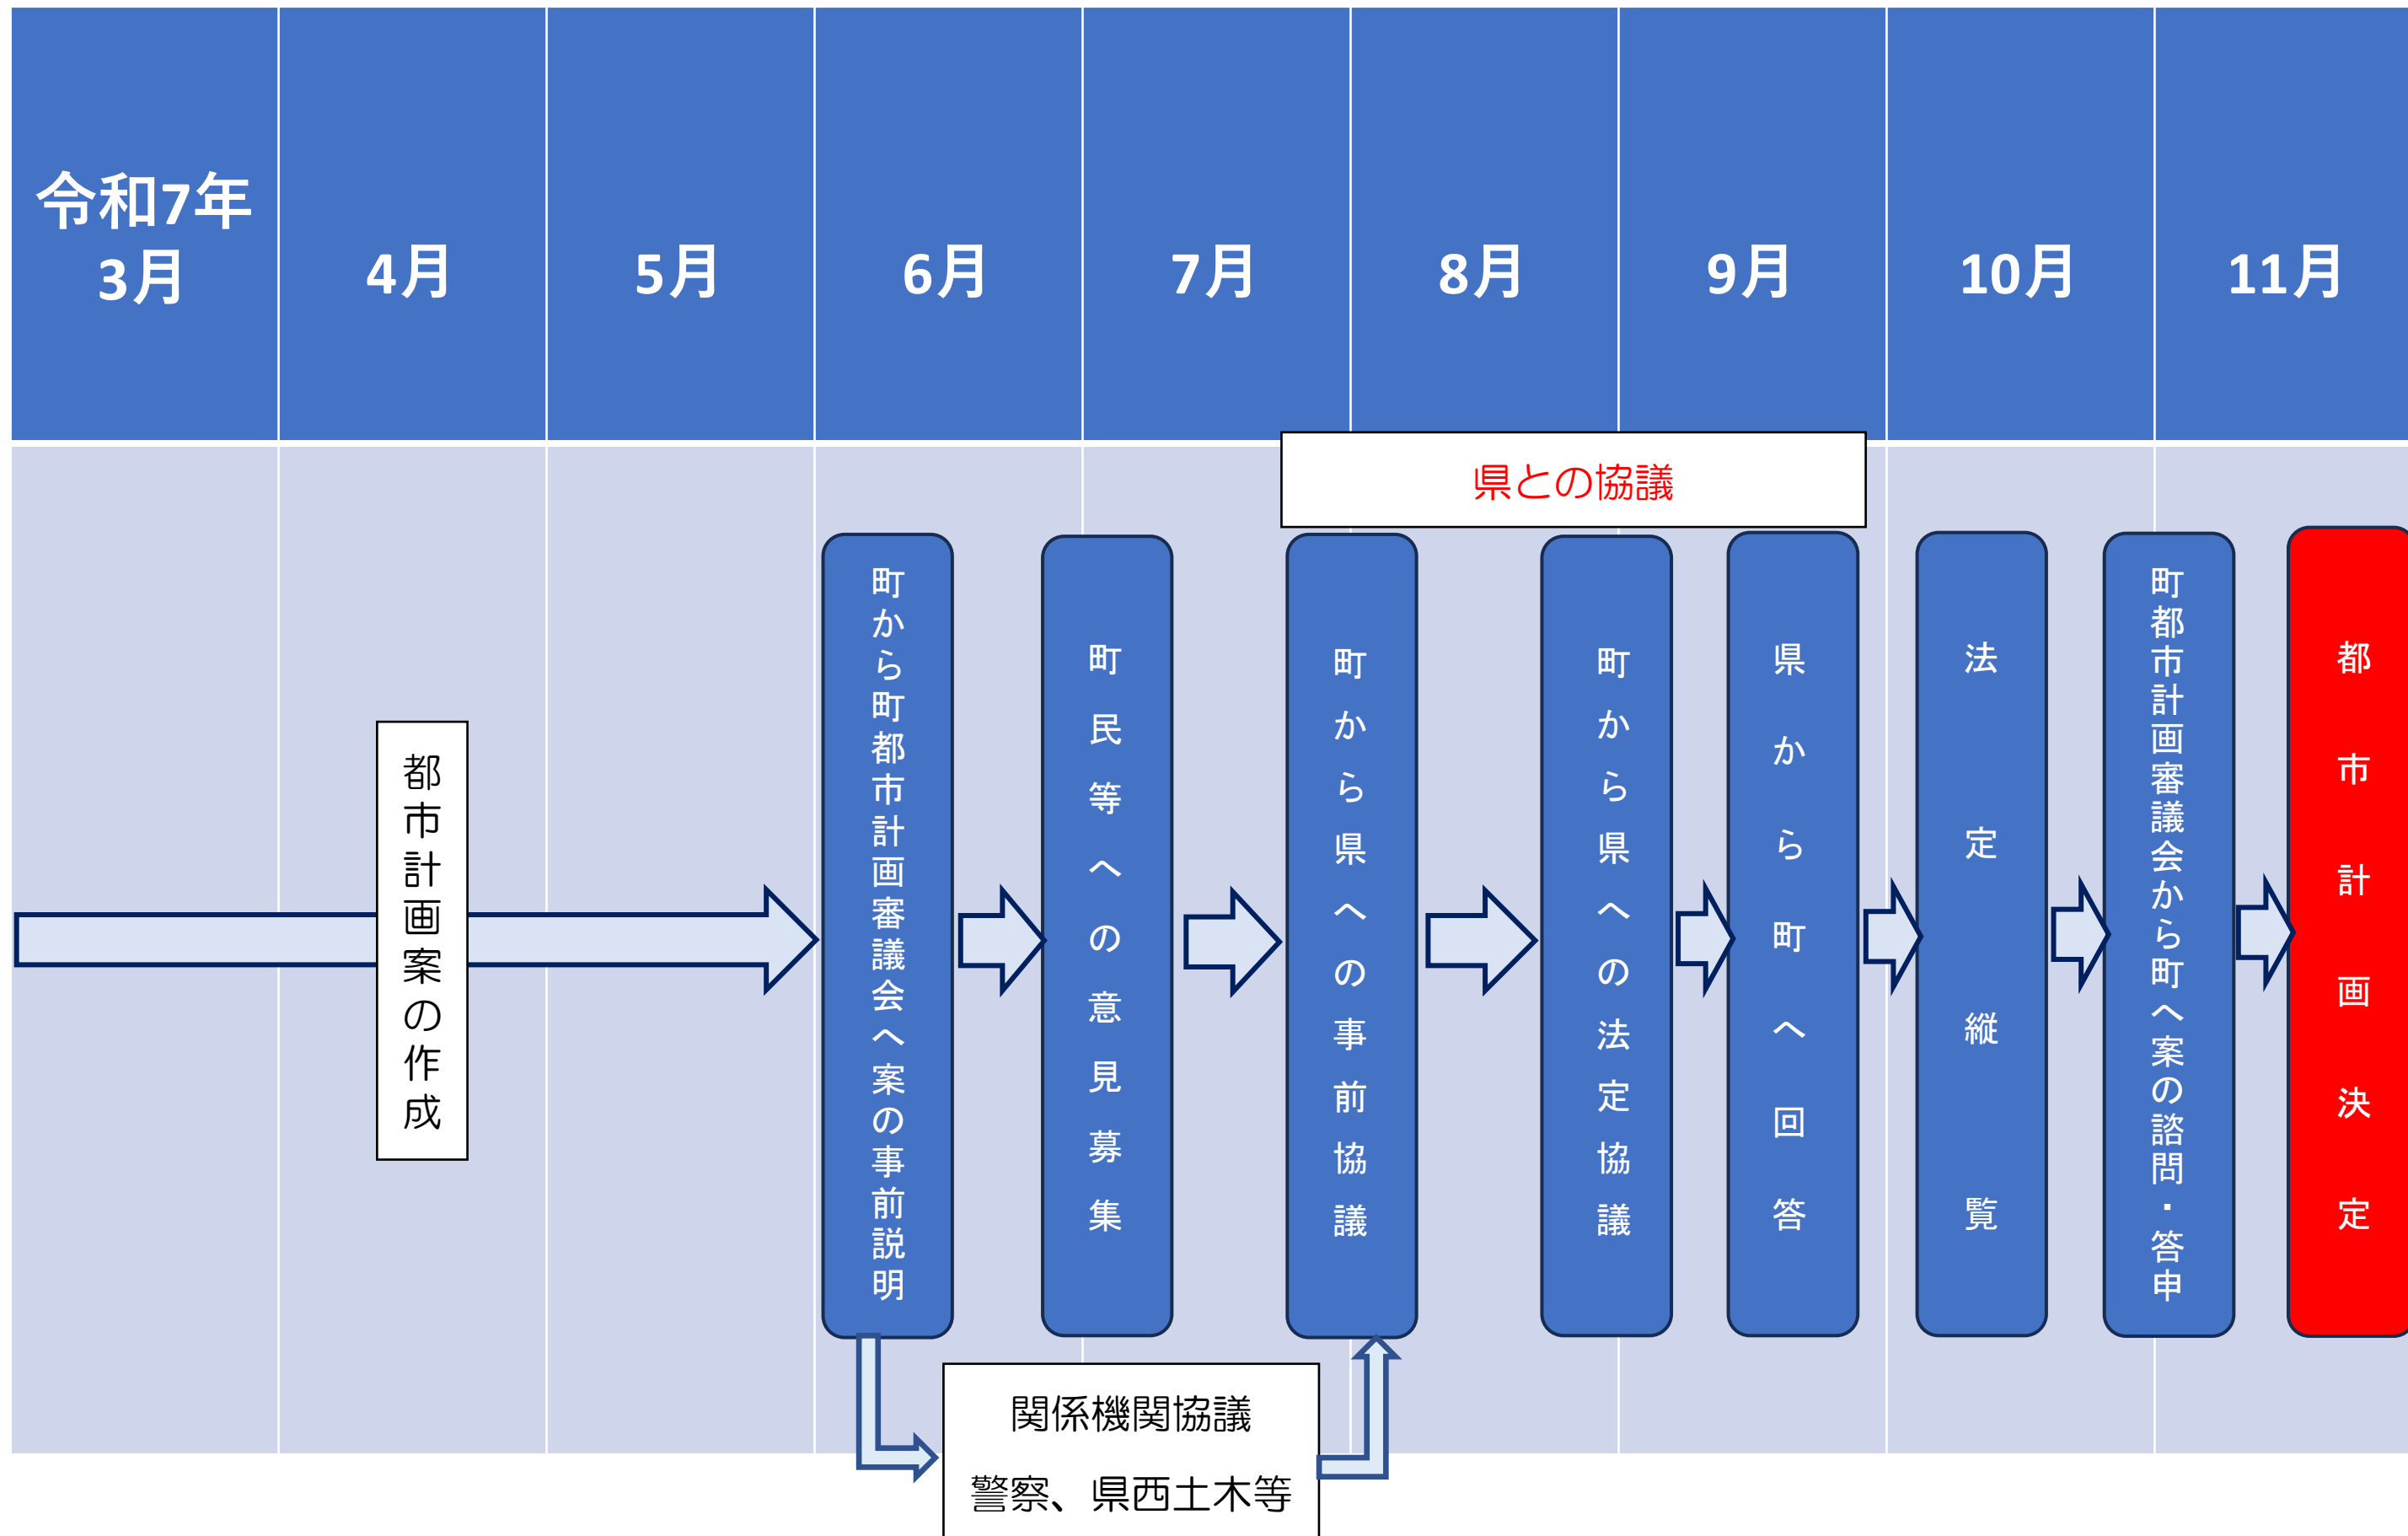 令和7年
3月
4月
5月
6月
7月
8月
9月
10月
11月
県との協議
都市計画案の作成
町から町都市計画審議会へ案の事前説明
町民等への意見募集
町から県への事前協議
町から県への法定協議
県から町へ回答
法定縦覧
町都市計画審議会から町へ案の諮問・答申
都市計画決定
関係機関協議
警察、県西土木等